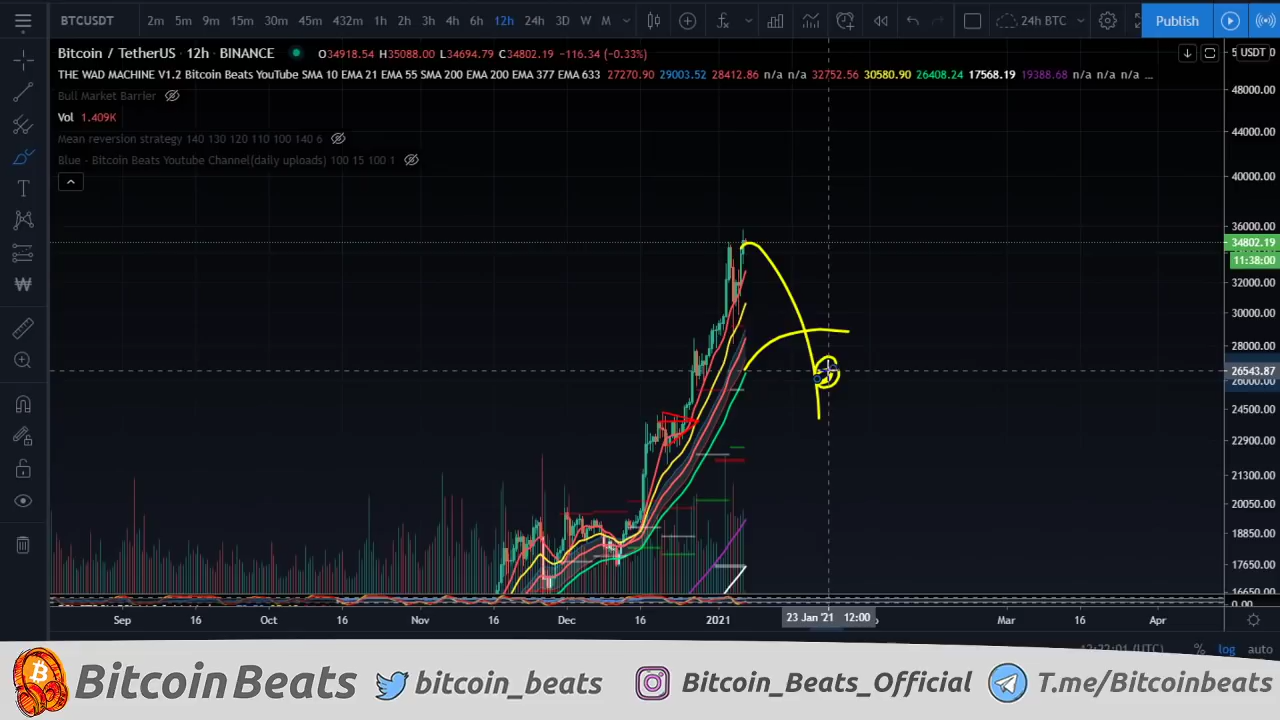 BTCUSDT 2m 5m 9m 15m 30m 45m 432m 1h 2h 3h 4h 6h 12h 24h 3D W M 24h BTC Publish
Bitcoin / TetherUS · 12h · BINANCE O34918.54 H35088.00 L34694.79 C34802.19 −116.34 (−0.33%) USDT
THE WAD MACHINE V1.2 Bitcoin Beats YouTube SMA 10 EMA 21 EMA 55 SMA 200 EMA 200 EMA 377 EMA 633 27270.90 29003.52 28412.86 n/a n/a 32752.56 30580.90 26408.24 17568.19 19388.68 n/a n/a n/a ...
Bull Market Barrier
Vol 1.409K
Mean reversion strategy 140 130 120 110 100 140 6
Blue - Bitcoin Beats Youtube Channel(daily uploads) 100 15 100 1
48000.00
44000.00
40000.00
36000.00
34802.19
11:38:00
32000.00
30000.00
28000.00
26543.87
26000.00
24500.00
22900.00
21300.00
20050.00
18850.00
17650.00
16650.00
0.00
Sep 16 Oct 16 Nov 16 Dec 16 2021 23 Jan '21 12:00 Mar 16 Apr
(UTC) % log auto
Bitcoin Beats bitcoin_beats Bitcoin_Beats_Official T.me/Bitcoinbeats